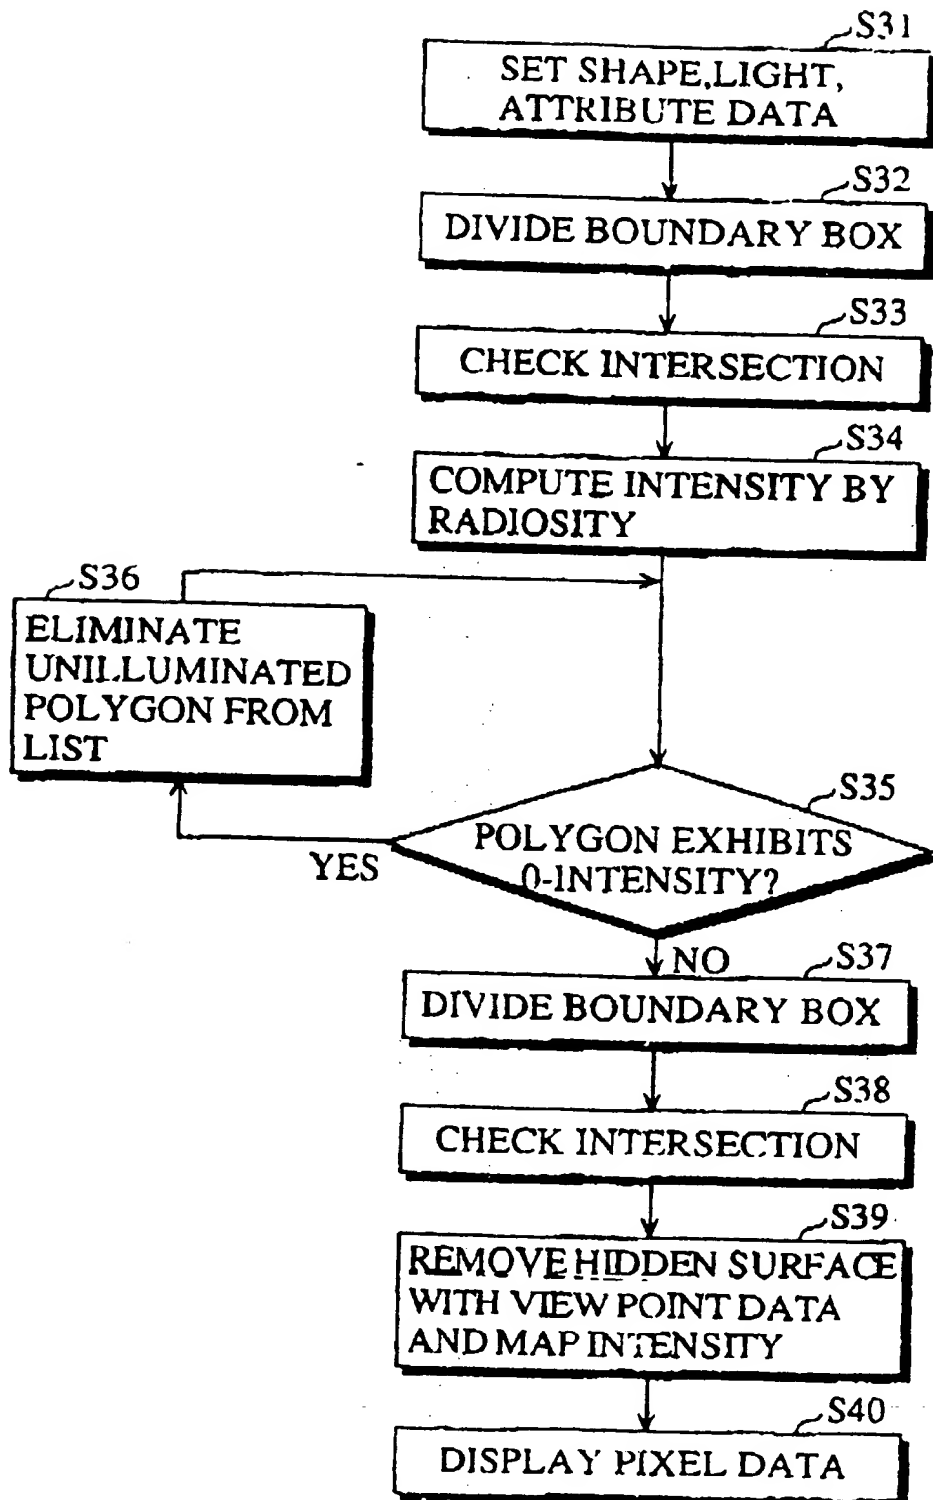 S31
SET SHAPE,LIGHT,
ATTRIBUTE DATA
S32
DIVIDE BOUNDARY BOX
S33
CHECK INTERSECTION
S34
COMPUTE INTENSITY BY
RADIOSITY
S36
ELIMINATE
UNILLUMINATED
POLYGON FROM
LIST
S35
POLYGON EXHIBITS
0-INTENSITY?
YES
NO
S37
DIVIDE BOUNDARY BOX
S38
CHECK INTERSECTION
S39
REMOVE HIDDEN SURFACE
WITH VIEW POINT DATA
AND MAP INTENSITY
S40
DISPLAY PIXEL DATA